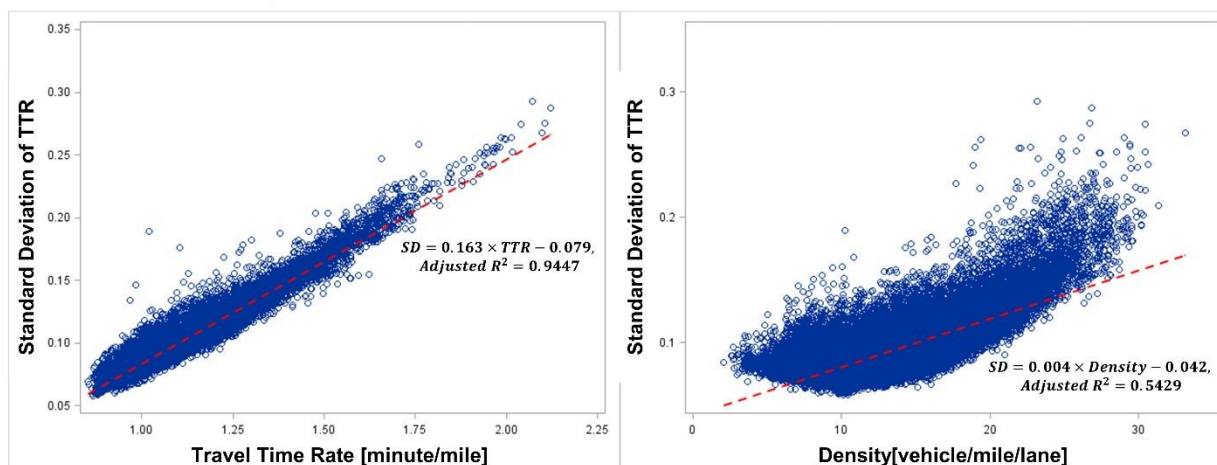 0.35
0.30
0.25
0.20
0.15
0.10
0.05
Standard Deviation of TTR
SD = 0.163 × TTR − 0.079,
Adjusted R² = 0.9447
1.00 1.25 1.50 1.75 2.00 2.25
Travel Time Rate [minute/mile]
0.3
0.2
0.1
Standard Deviation of TTR
SD = 0.004 × Density − 0.042,
Adjusted R² = 0.5429
0 10 20 30
Density[vehicle/mile/lane]